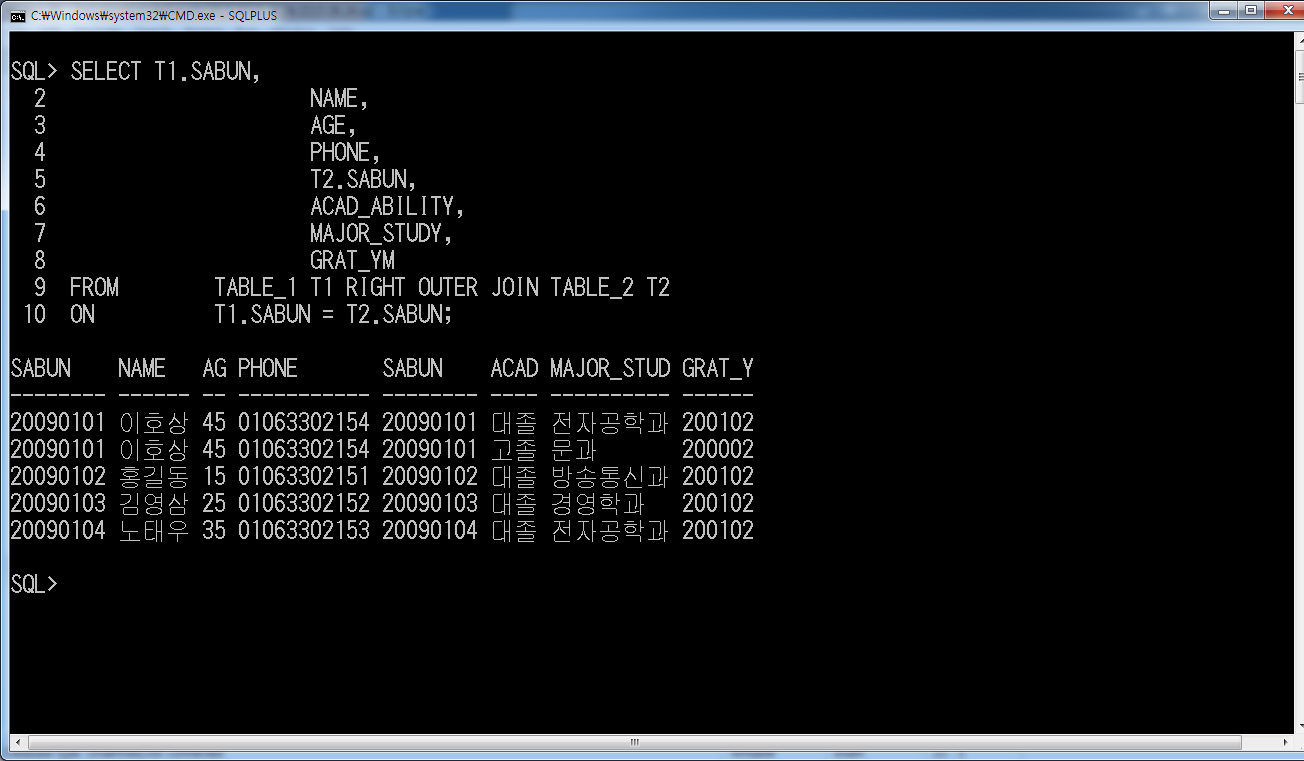 C:₩Windows₩system32₩CMD.exe - SQLPLUS
SQL> SELECT T1.SABUN,
2 NAME,
3 AGE,
4 PHONE,
5 T2.SABUN,
6 ACAD_ABILITY,
7 MAJOR_STUDY,
8 GRAT_YM
9 FROM TABLE_1 T1 RIGHT OUTER JOIN TABLE_2 T2
10 ON T1.SABUN = T2.SABUN;
SABUN NAME AG PHONE SABUN ACAD MAJOR_STUD GRAT_Y
-------- ------ -- ----------- -------- ---- ---------- ------
20090101 이호상 45 01063302154 20090101 대졸 전자공학과 200102
20090101 이호상 45 01063302154 20090101 고졸 문과 200002
20090102 홍길동 15 01063302151 20090102 대졸 방송통신과 200102
20090103 김영삼 25 01063302152 20090103 대졸 경영학과 200102
20090104 노태우 35 01063302153 20090104 대졸 전자공학과 200102
SQL>